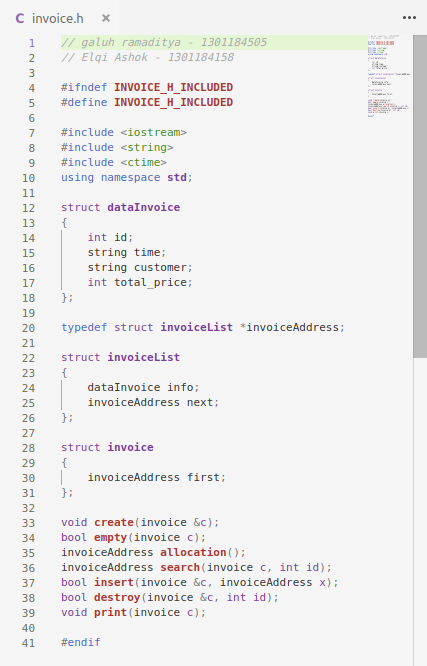 C invoice.h × •••
1 // galuh ramaditya - 1301184505
2 // Elqi Ashok - 1301184158
3
4 #ifndef INVOICE_H_INCLUDED
5 #define INVOICE_H_INCLUDED
6
7 #include <iostream>
8 #include <string>
9 #include <ctime>
10 using namespace std;
11
12 struct dataInvoice
13 {
14     int id;
15     string time;
16     string customer;
17     int total_price;
18 };
19
20 typedef struct invoiceList *invoiceAddress;
21
22 struct invoiceList
23 {
24     dataInvoice info;
25     invoiceAddress next;
26 };
27
28 struct invoice
29 {
30     invoiceAddress first;
31 };
32
33 void create(invoice &c);
34 bool empty(invoice c);
35 invoiceAddress allocation();
36 invoiceAddress search(invoice c, int id);
37 bool insert(invoice &c, invoiceAddress x);
38 bool destroy(invoice &c, int id);
39 void print(invoice c);
40
41 #endif